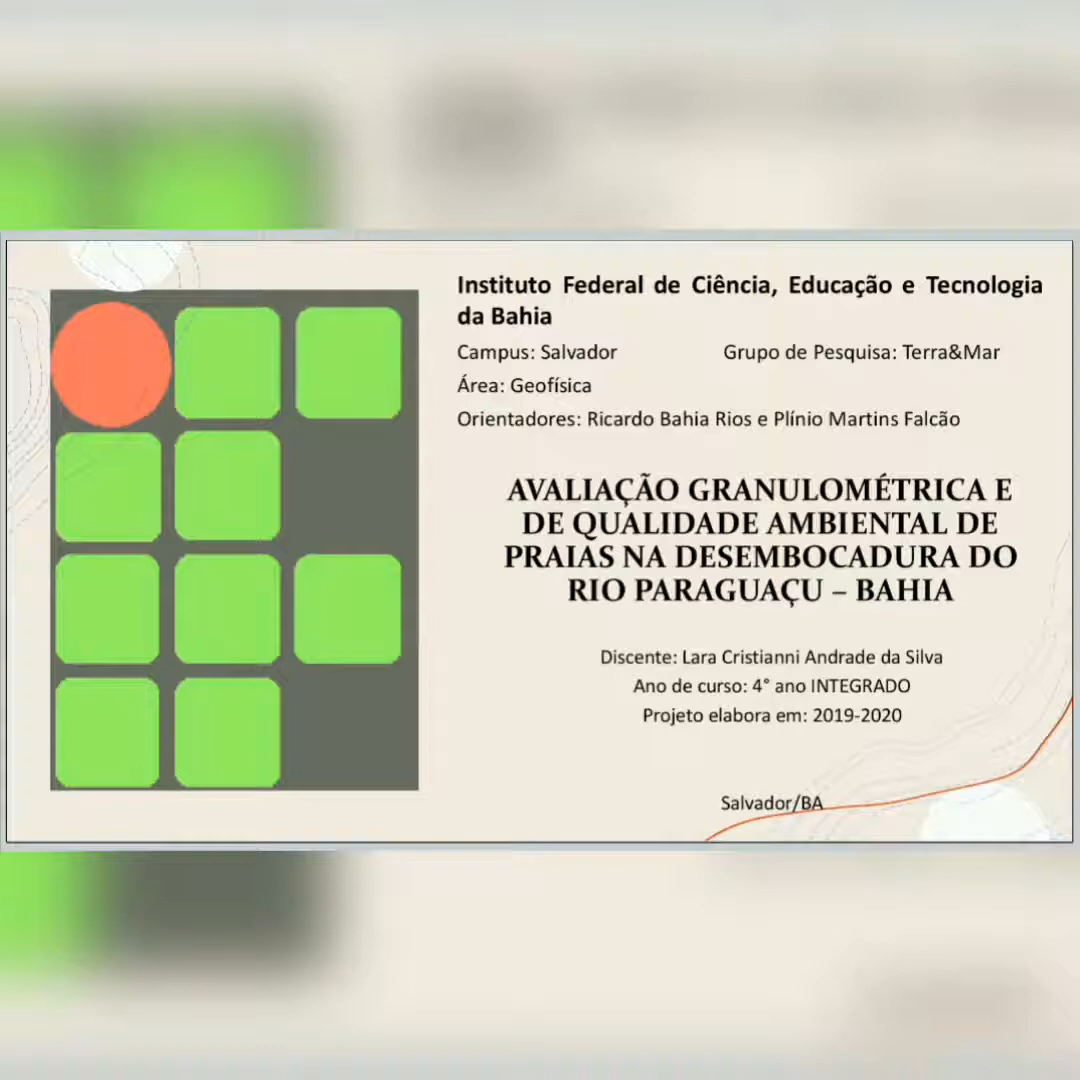 Instituto Federal de Ciência, Educação e Tecnologia
da Bahia
Campus: Salvador Grupo de Pesquisa: Terra&Mar
Área: Geofísica
Orientadores: Ricardo Bahia Rios e Plínio Martins Falcão
AVALIAÇÃO GRANULOMÉTRICA E
DE QUALIDADE AMBIENTAL DE
PRAIAS NA DESEMBOCADURA DO
RIO PARAGUAÇU – BAHIA
Discente: Lara Cristianni Andrade da Silva
Ano de curso: 4° ano INTEGRADO
Projeto elabora em: 2019-2020
Salvador/BA